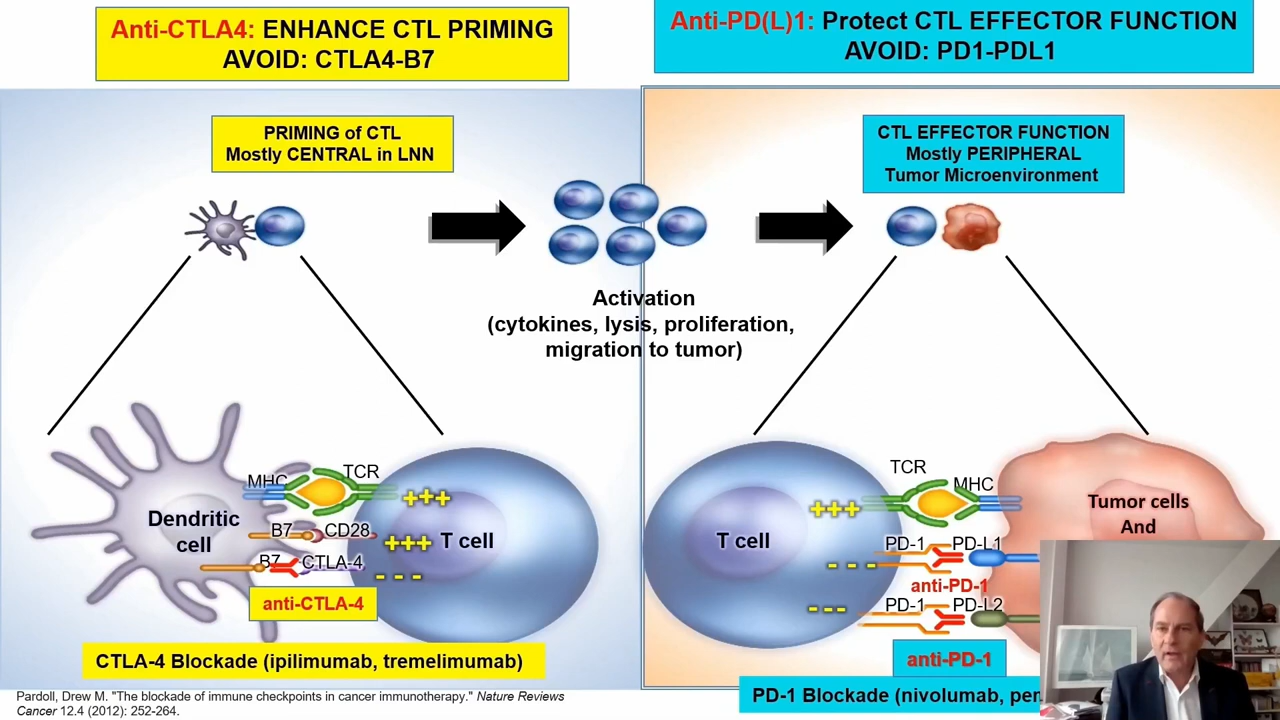 Anti-CTLA4: ENHANCE CTL PRIMING
AVOID: CTLA4-B7
Anti-PD(L)1: Protect CTL EFFECTOR FUNCTION
AVOID: PD1-PDL1
PRIMING of CTL
Mostly CENTRAL in LNN
CTL EFFECTOR FUNCTION
Mostly PERIPHERAL
Tumor Microenvironment
Activation
(cytokines, lysis, proliferation,
migration to tumor)
MHC
TCR
+++
Dendritic
cell
B7
CD28
+++
T cell
B7
CTLA-4
- - -
anti-CTLA-4
CTLA-4 Blockade (ipilimumab, tremelimumab)
TCR
MHC
+++
Tumor cells
And
T cell
PD-1
PD-L1
- - -
anti-PD-1
PD-1
PD-L2
- - -
anti-PD-1
PD-1 Blockade (nivolumab,
Pardoll, Drew M. "The blockade of immune checkpoints in cancer immunotherapy." Nature Reviews
Cancer 12.4 (2012): 252-264.